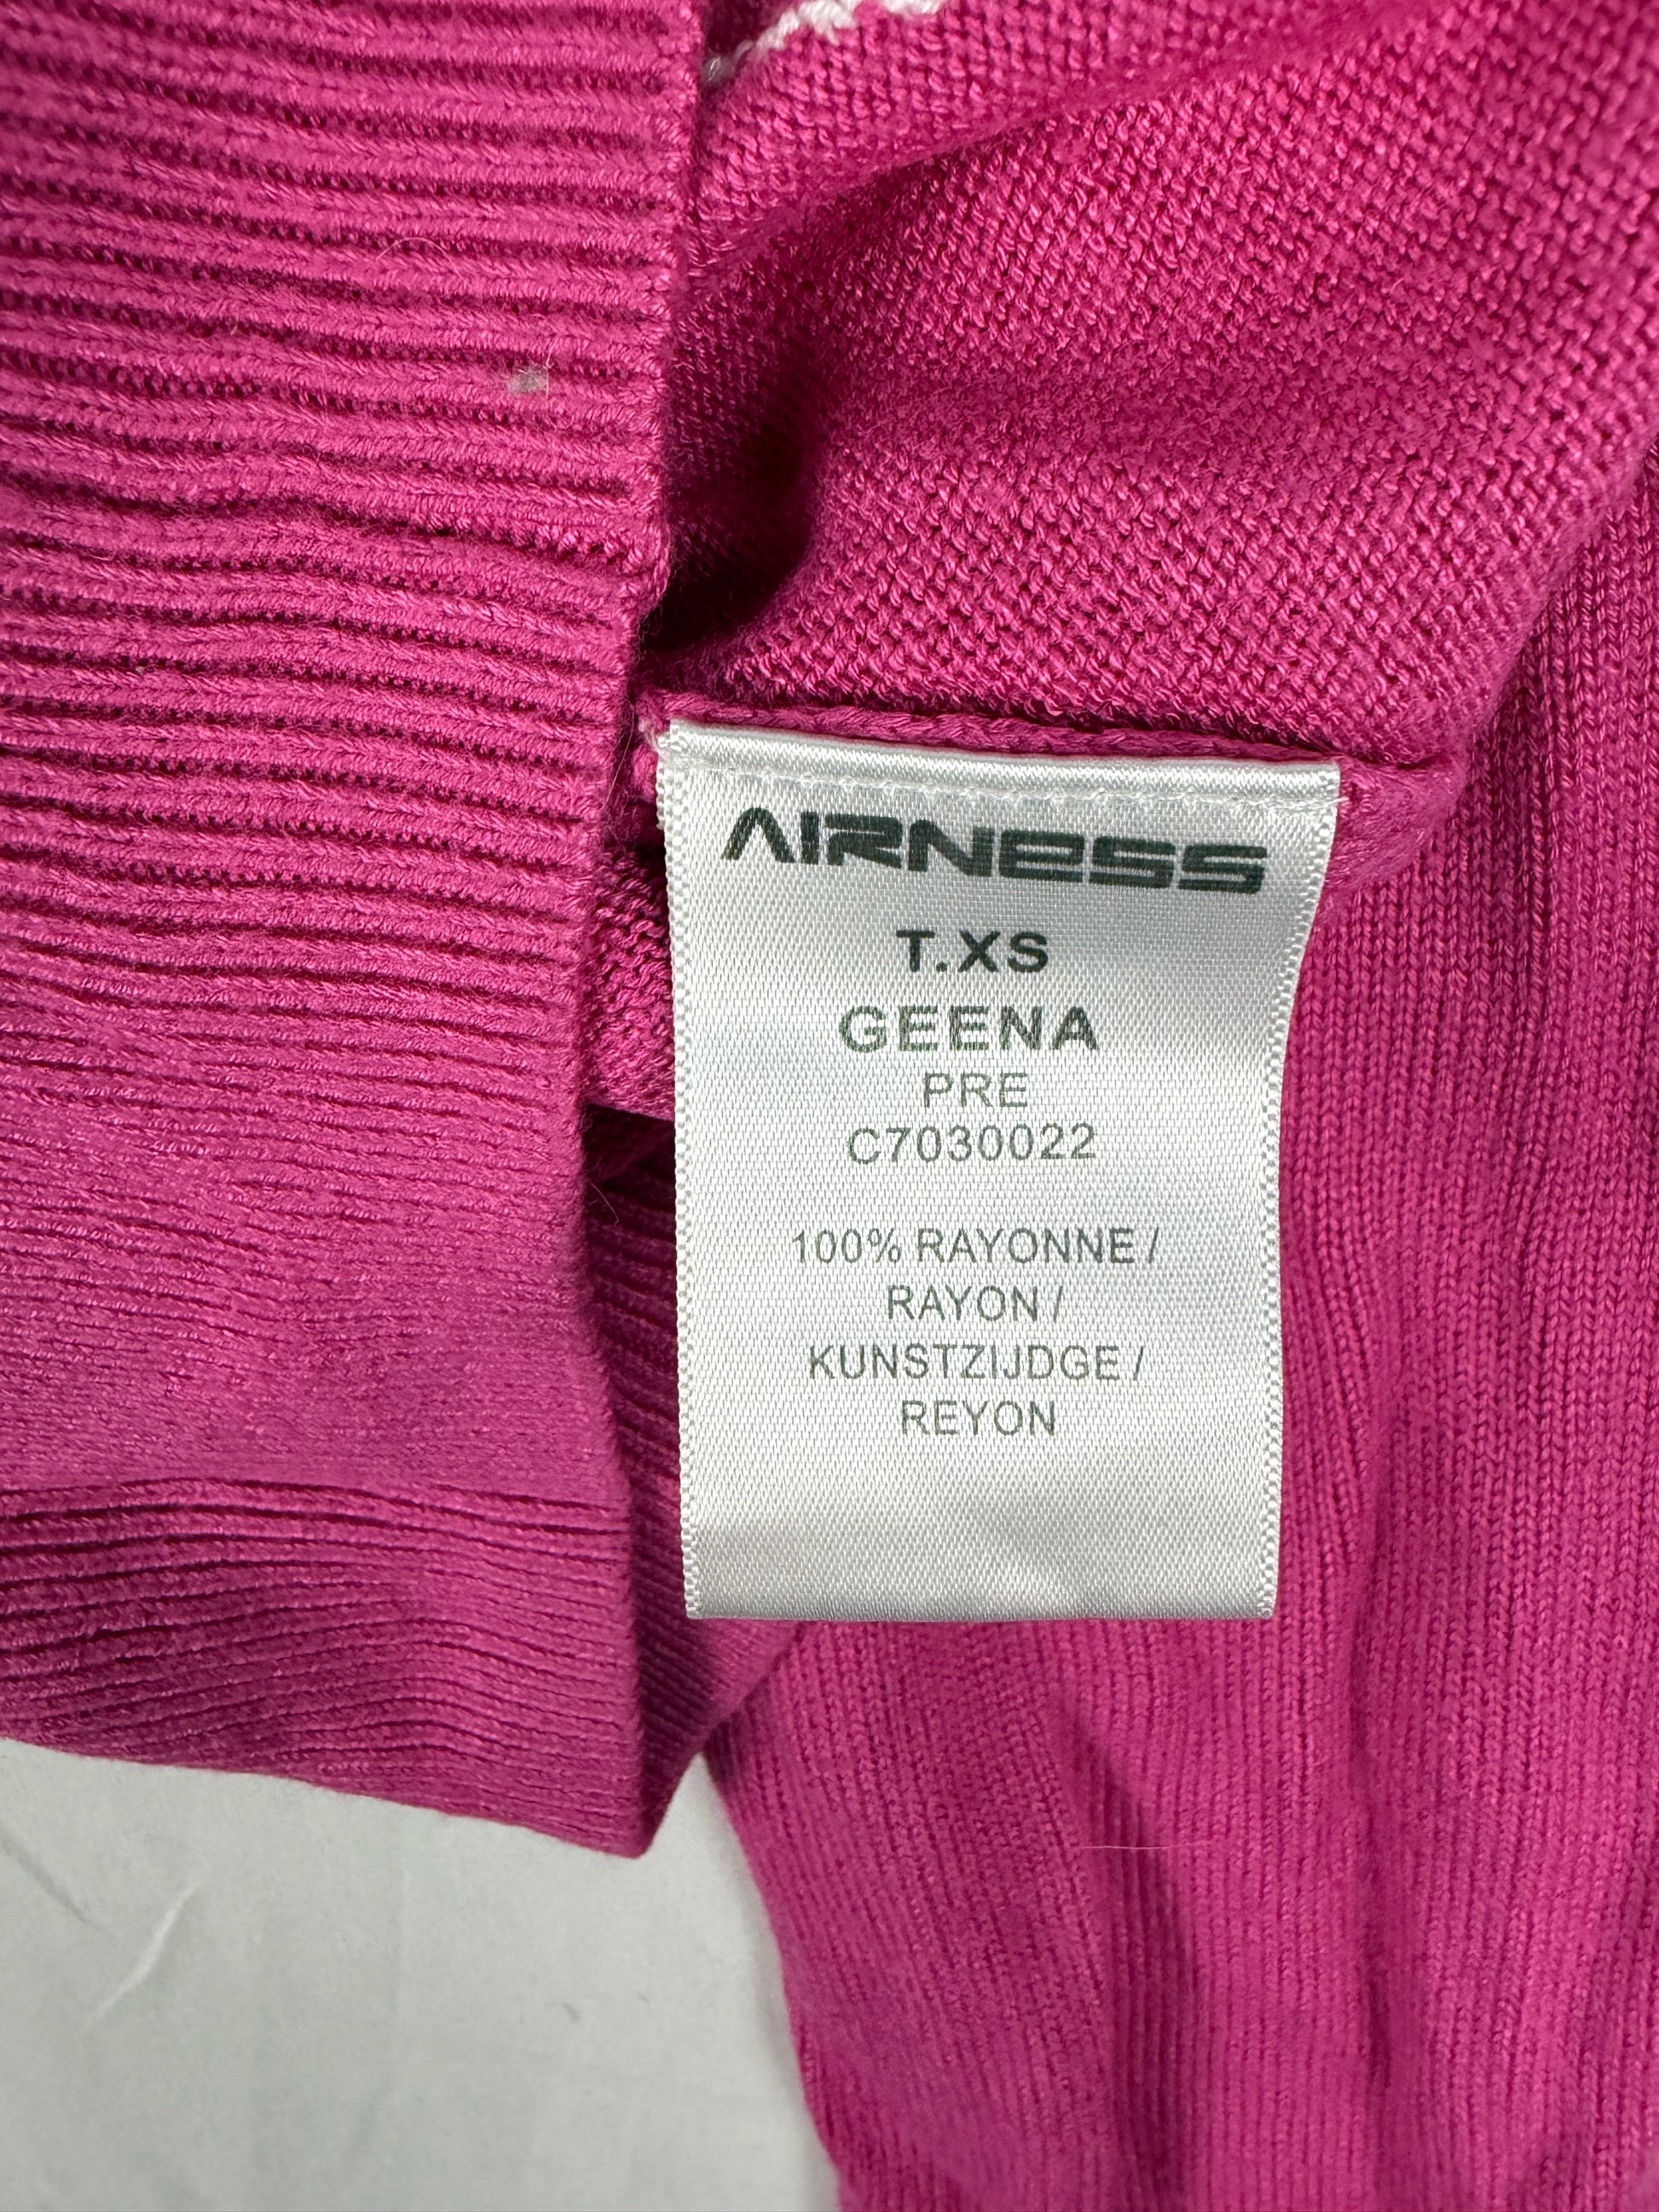 AIRNESS
T.XS
GEENA
PRE
C7030022
100% RAYONNE /
RAYON /
KUNSTZIJDGE /
REYON